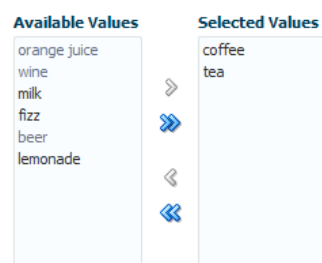 Available Values
orange juice
wine
milk
fizz
beer
lemonade
Selected Values
coffee
tea